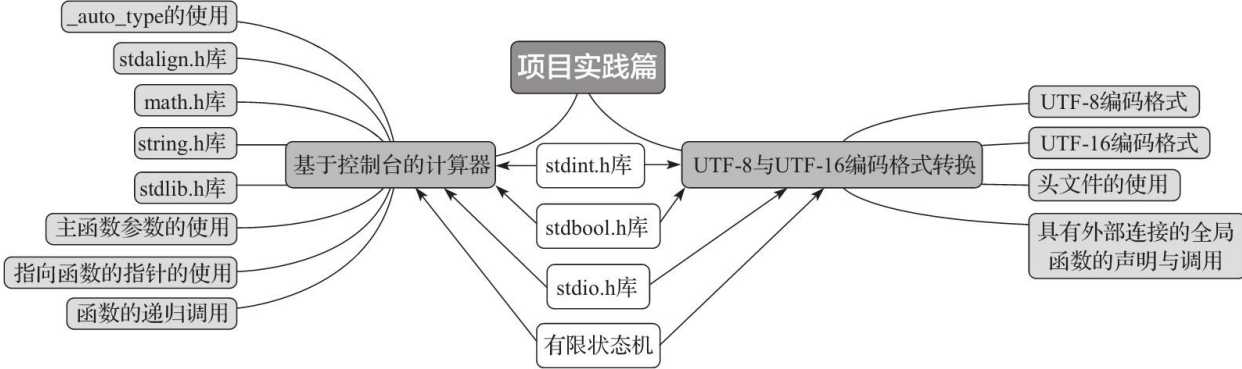 项目实践篇
_auto_type的使用
stdalign.h库
math.h库
string.h库
stdlib.h库
主函数参数的使用
指向函数的指针的使用
函数的递归调用
基于控制台的计算器
stdint.h库
stdbool.h库
stdio.h库
有限状态机
UTF-8与UTF-16编码格式转换
UTF-8编码格式
UTF-16编码格式
头文件的使用
具有外部连接的全局
函数的声明与调用